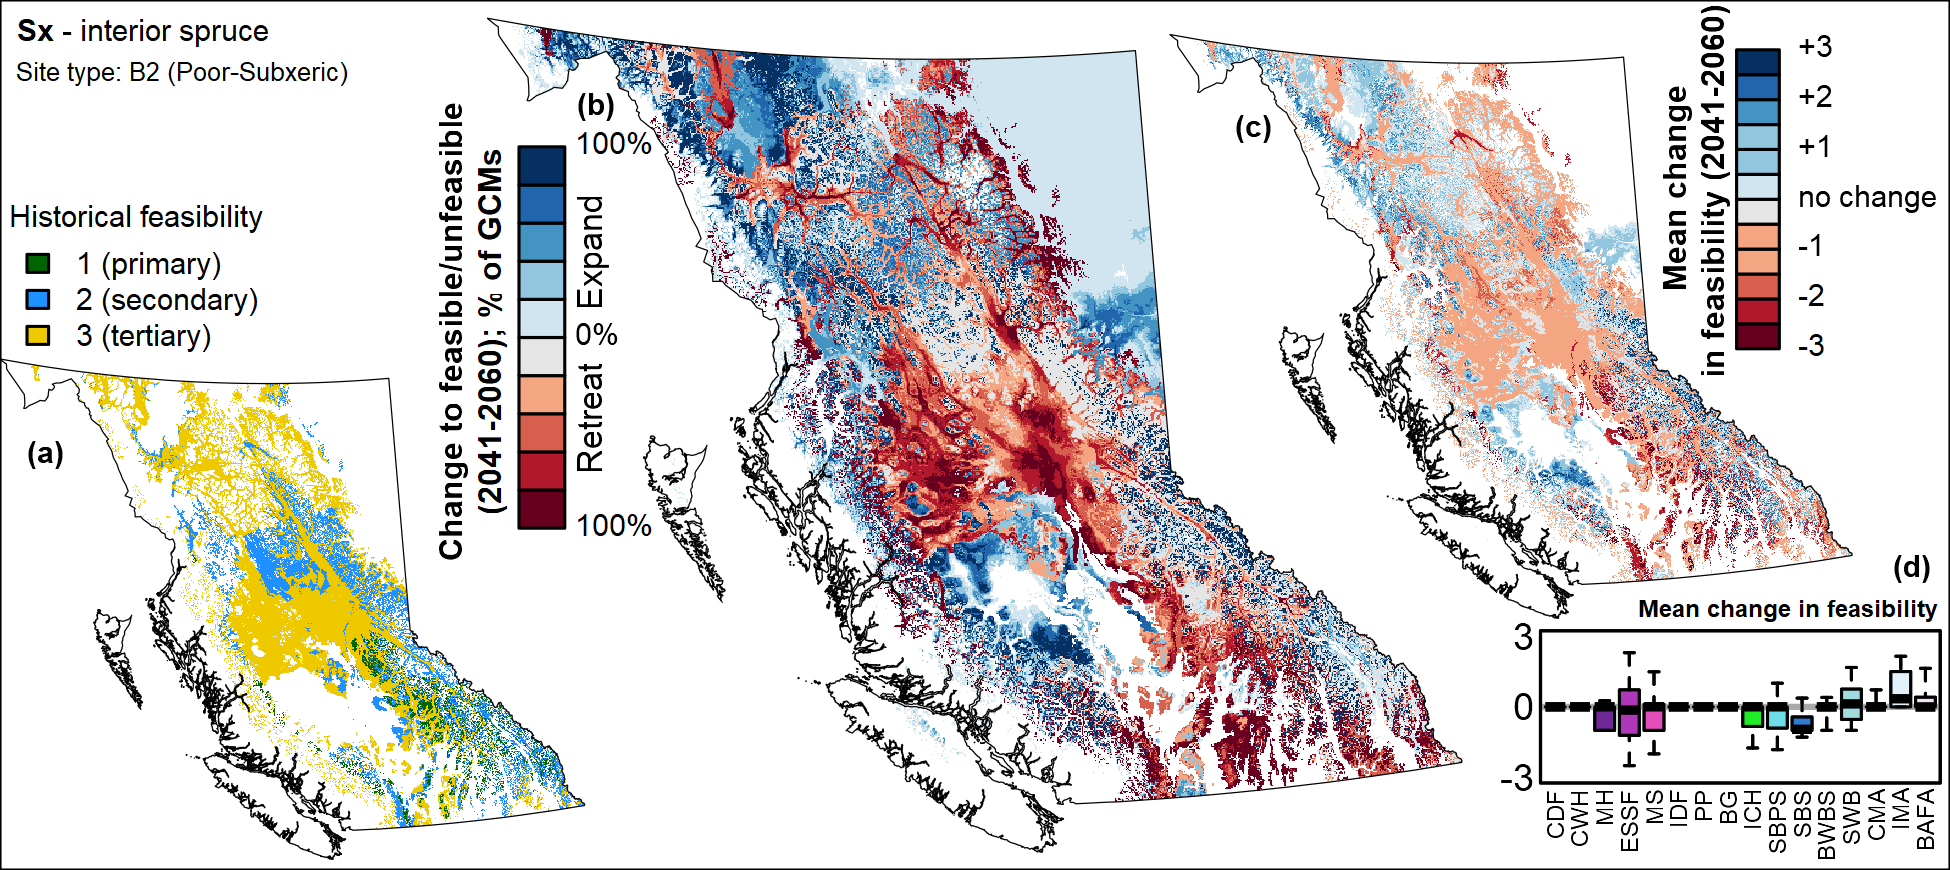 Sx - interior spruce
Site type: B2 (Poor-Subxeric)
Historical feasibility
1 (primary)
2 (secondary)
3 (tertiary)
(a)
Change to feasible/unfeasible
(2041-2060); % of GCMs
100%
0%
100%
Expand
Retreat
(b)
(c)
Mean change
in feasibility (2041-2060)
+3
+2
+1
no change
-1
-2
-3
(d)
Mean change in feasibility
3
0
-3
CDF
CWH
MH
ESSF
MS
IDF
PP
BG
ICH
SBPS
SBS
BWBS
SWB
CMA
IMA
BAFA